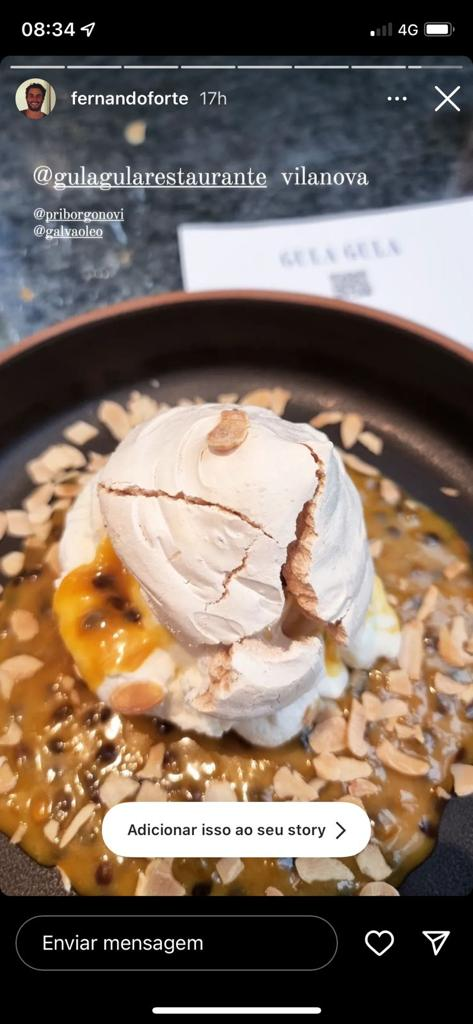 08:34
4G
fernandoforte 17h
@gulagularestaurante vilanova
@priborgonovi
@galvaoleo
GULA GULA
Adicionar isso ao seu story
Enviar mensagem